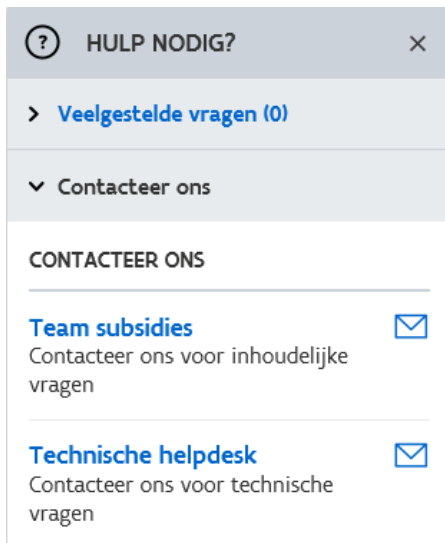 HULP NODIG?
Veelgestelde vragen (0)
Contacteer ons
CONTACTEER ONS
Team subsidies
Contacteer ons voor inhoudelijke
vragen
Technische helpdesk
Contacteer ons voor technische
vragen